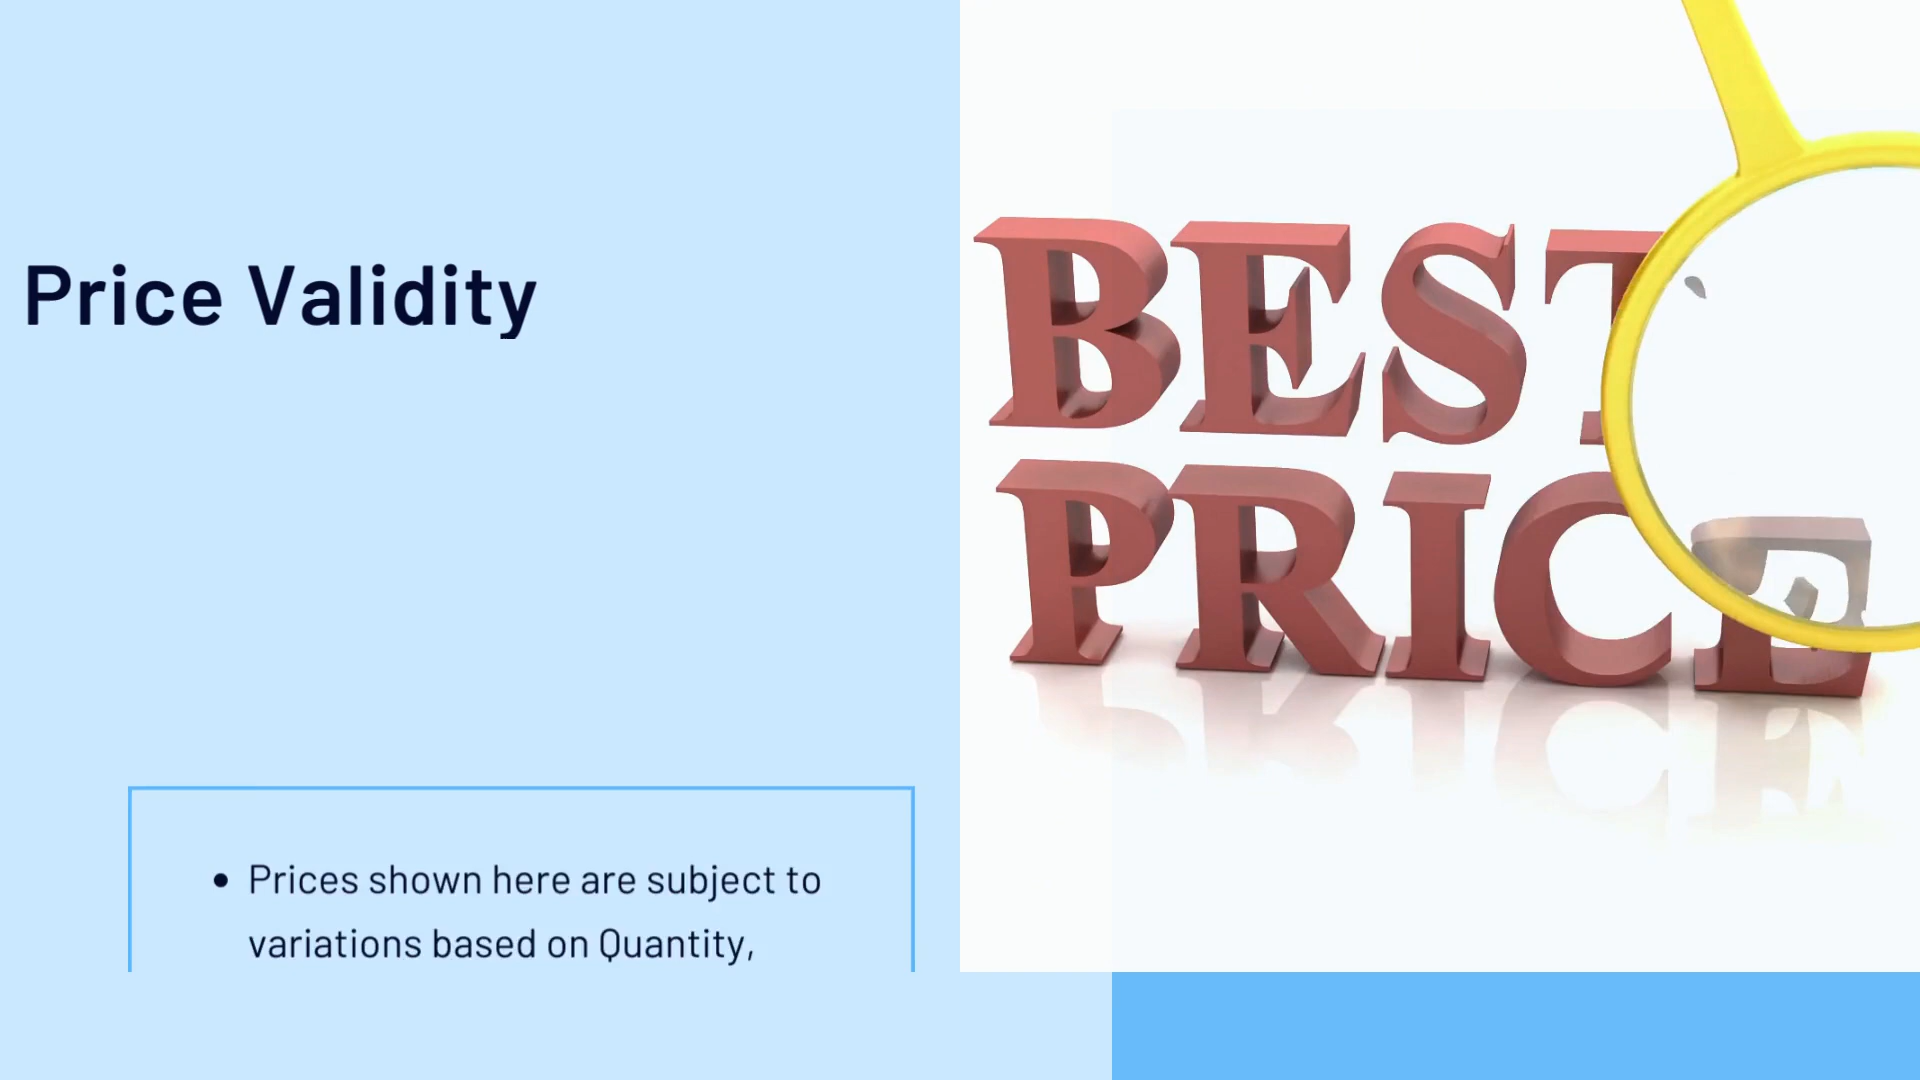 Price Validity
BEST
PRICE
• Prices shown here are subject to
variations based on Quantity,